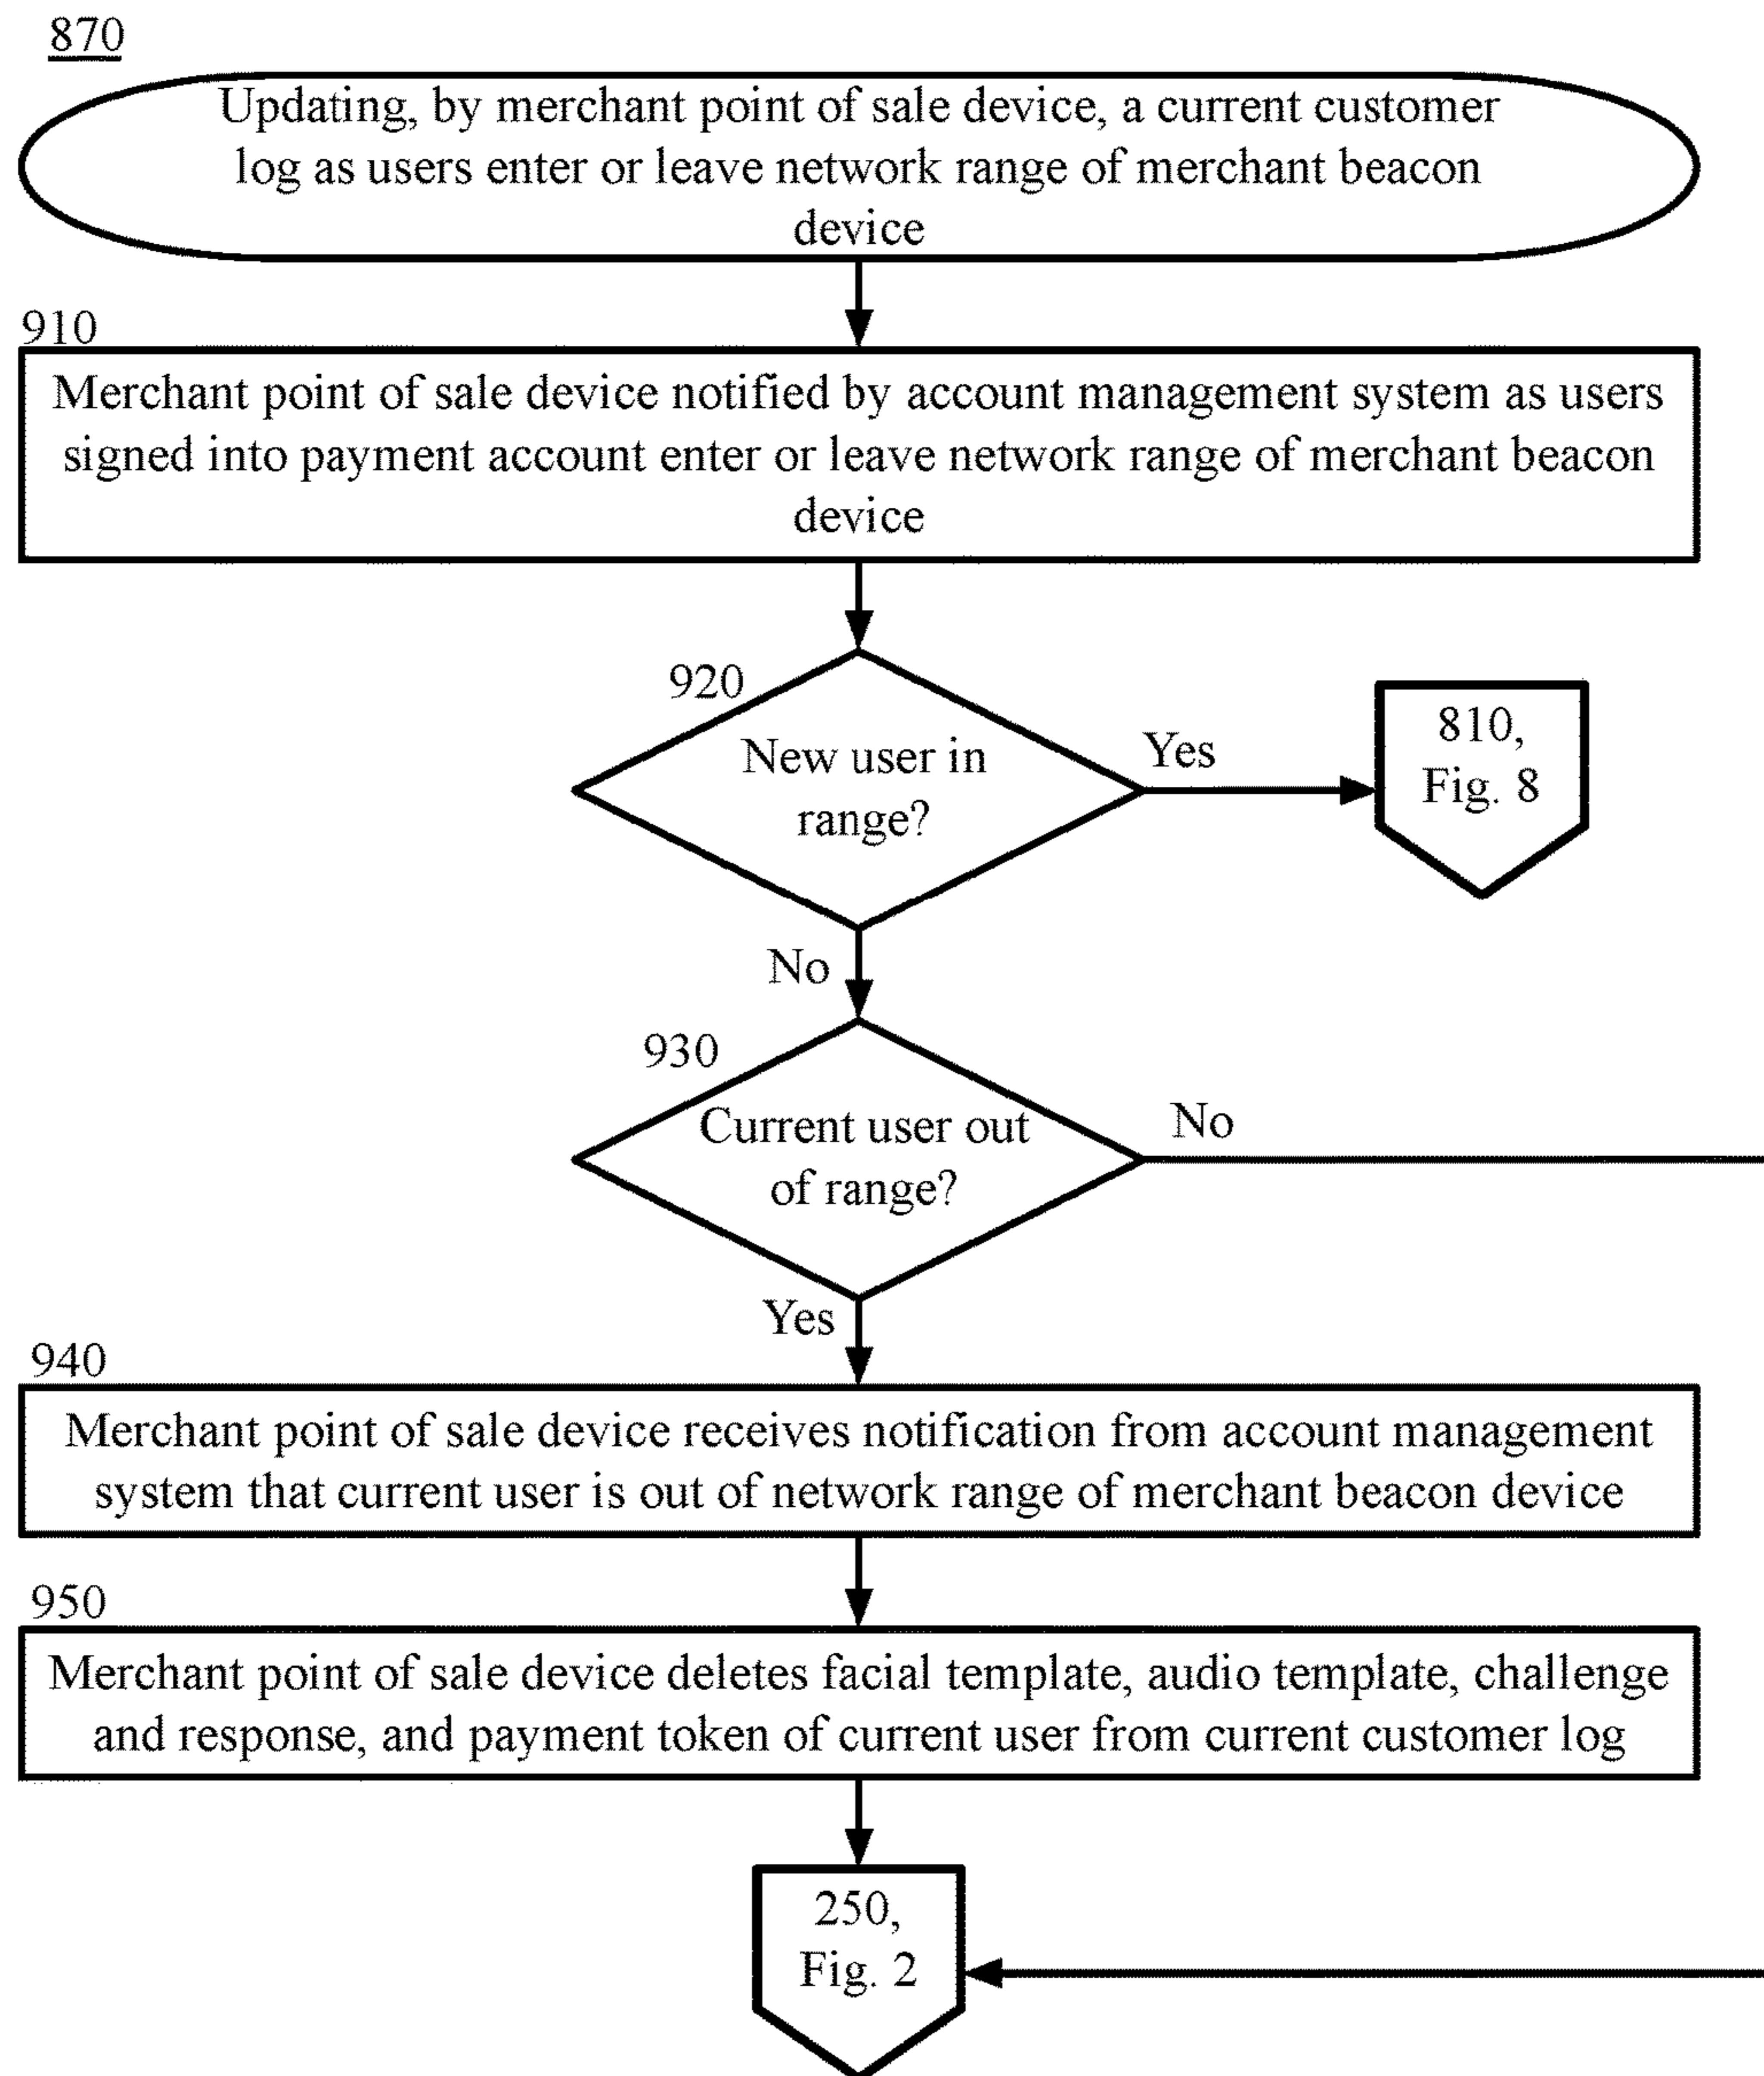 870
Updating, by merchant point of sale device, a current customer
log as users enter or leave network range of merchant beacon
device
910
Merchant point of sale device notified by account management system as users
signed into payment account enter or leave network range of merchant beacon
device
920
New user in
range?
Yes
810,
Fig. 8
No
930
Current user out
of range?
No
Yes
940
Merchant point of sale device receives notification from account management
system that current user is out of network range of merchant beacon device
950
Merchant point of sale device deletes facial template, audio template, challenge
and response, and payment token of current user from current customer log
250,
Fig. 2